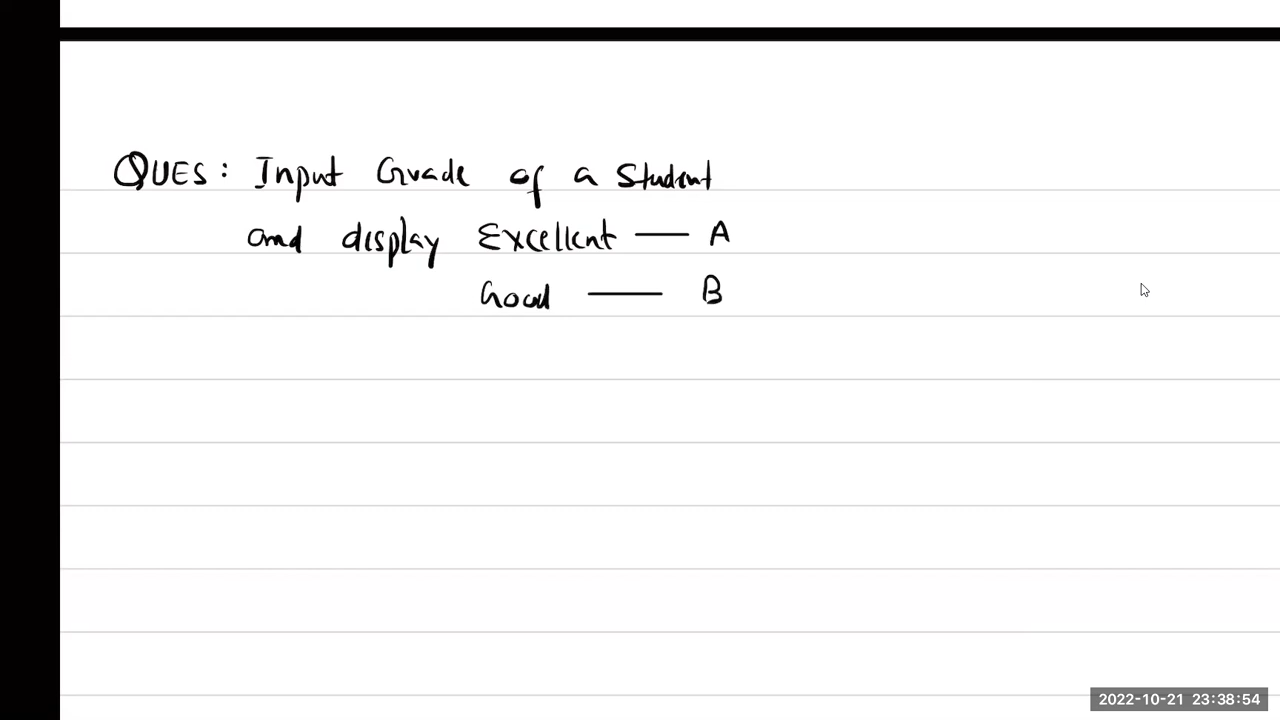 QUES: Input Grade of a Student
and display Excellent — A
Good — B
2022-10-21 23:38:54